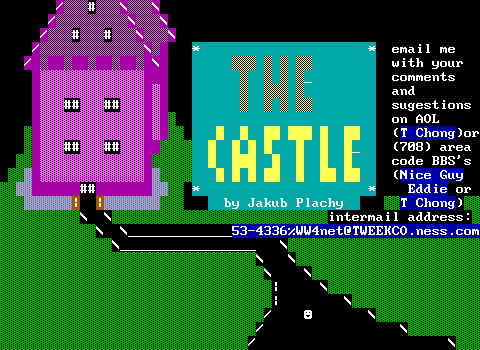 THE
CASTLE
by Jakub Plachy
email me
with your
comments
and
sugestions
on AOL
(T Chong)or
(708) area
code BBS's
(Nice Guy
Eddie or
T Chong)
intermail address:
53-4336%WW4net@TWEEKCO.ness.com